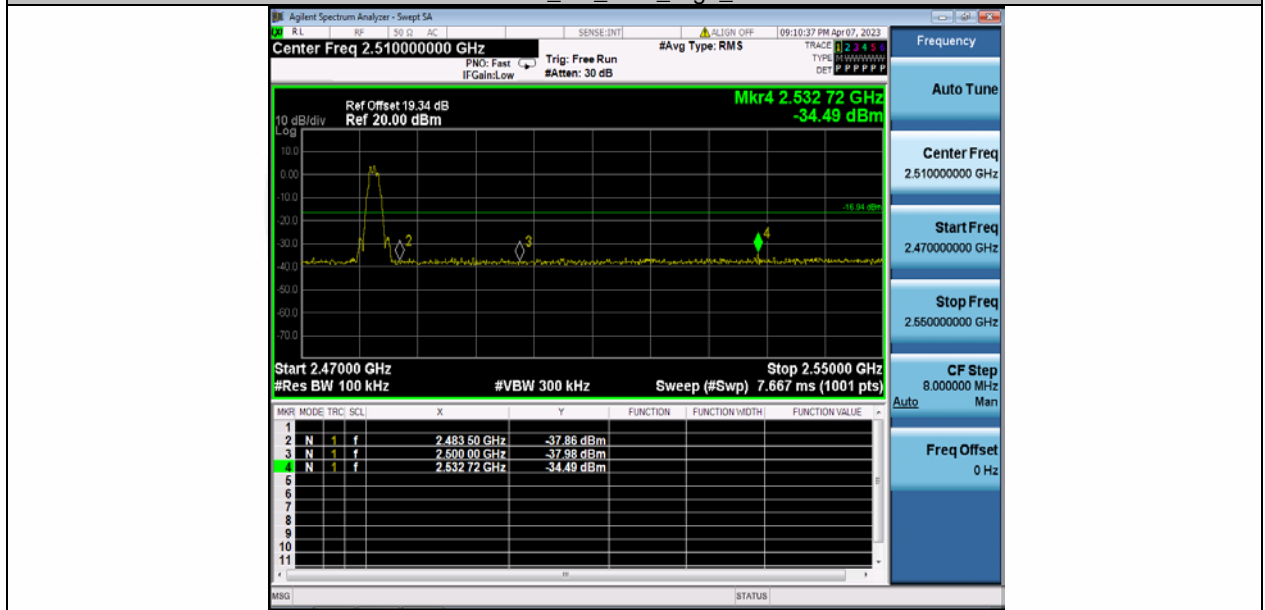 Agilent Spectrum Analyzer - Swept SA
RL RF 50 Ω AC SENSE:INT ALIGN OFF 09:10:37 PM Apr 07, 2023
Center Freq 2.510000000 GHz #Avg Type: RMS TRACE 1 2 3 4 5 6
PNO: Fast Trig: Free Run TYPE M WWWWW
IFGain:Low #Atten: 30 dB DET P P P P P P
Mkr4 2.532 72 GHz
Ref Offset 19.34 dB
10 dB/div Ref 20.00 dBm -34.49 dBm
Log
10.0
0.00
-10.0
-16.94 dBm
-20.0
-30.0
2 3 4
-40.0
-50.0
-60.0
-70.0
Start 2.47000 GHz Stop 2.55000 GHz
#Res BW 100 kHz #VBW 300 kHz Sweep (#Swp) 7.667 ms (1001 pts)
MKR MODE TRC SCL X Y FUNCTION FUNCTION WIDTH FUNCTION VALUE
1
2 N 1 f 2.483 50 GHz -37.86 dBm
3 N 1 f 2.500 00 GHz -37.98 dBm
4 N 1 f 2.532 72 GHz -34.49 dBm
5
6
7
8
9
10
11
MSG STATUS
Frequency
Auto Tune
Center Freq
2.510000000 GHz
Start Freq
2.470000000 GHz
Stop Freq
2.550000000 GHz
CF Step
8.000000 MHz
Auto Man
Freq Offset
0 Hz